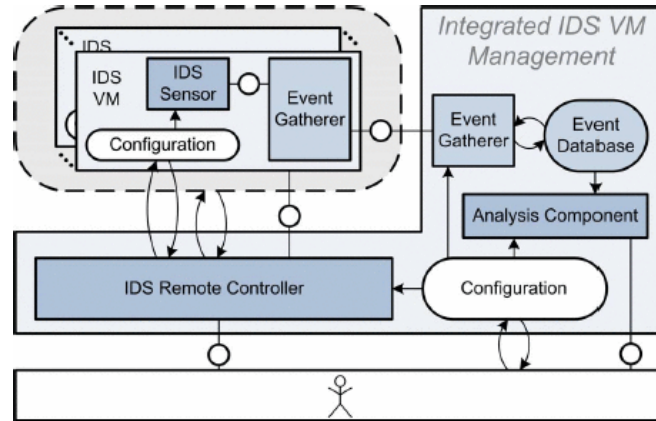 Integrated IDS VM
Management
IDS
IDS
VM
IDS
Sensor
Event
Gatherer
Configuration
Event
Gatherer
Event
Database
Analysis Component
IDS Remote Controller
Configuration